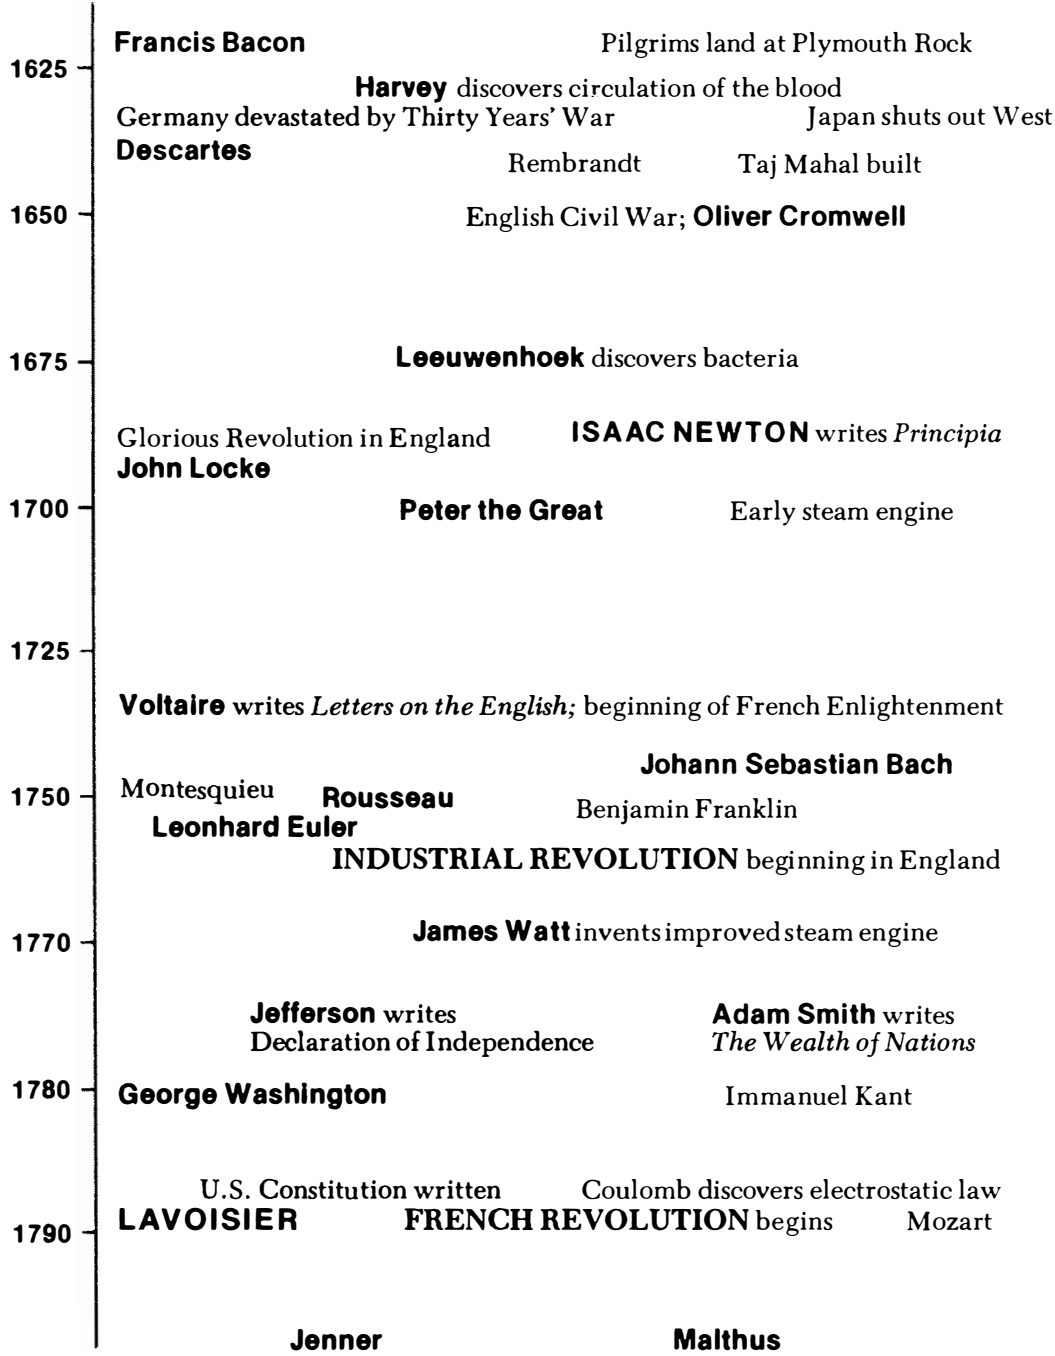 Francis Bacon Pilgrims land at Plymouth Rock
1625
Harvey discovers circulation of the blood
Germany devastated by Thirty Years' War Japan shuts out West
Descartes
Rembrandt Taj Mahal built
1650 English Civil War; Oliver Cromwell
1675 Leeuwenhoek discovers bacteria
Glorious Revolution in England ISAAC NEWTON writes Principia
John Locke
1700 Peter the Great Early steam engine
1725
Voltaire writes Letters on the English; beginning of French Enlightenment
Johann Sebastian Bach
Montesquieu
1750 Rousseau Benjamin Franklin
Leonhard Euler
INDUSTRIAL REVOLUTION beginning in England
James Watt invents improved steam engine
1770
Jefferson writes Adam Smith writes
Declaration of Independence The Wealth of Nations
1780 George Washington Immanuel Kant
U.S. Constitution written Coulomb discovers electrostatic law
LAVOISIER FRENCH REVOLUTION begins Mozart
1790
Jenner Malthus